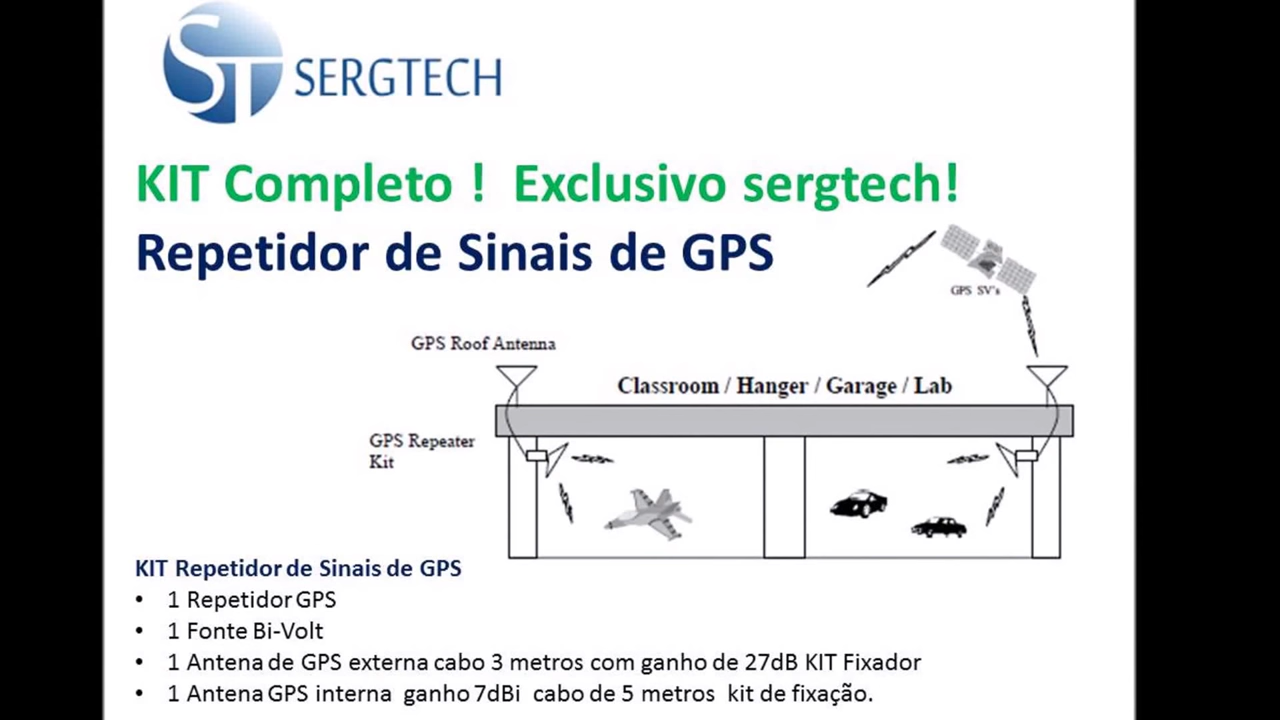 ST SERGTECH
KIT Completo ! Exclusivo sergtech!
Repetidor de Sinais de GPS
GPS SV's
GPS Roof Antenna
Classroom / Hanger / Garage / Lab
GPS Repeater
Kit
KIT Repetidor de Sinais de GPS
• 1 Repetidor GPS
• 1 Fonte Bi-Volt
• 1 Antena de GPS externa cabo 3 metros com ganho de 27dB KIT Fixador
• 1 Antena GPS interna ganho 7dBi cabo de 5 metros kit de fixação.